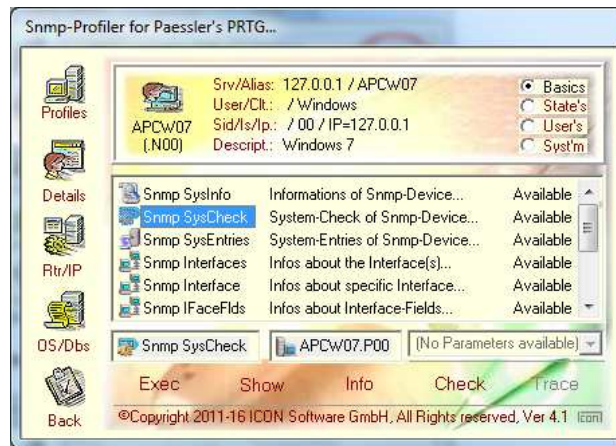 Snmp-Profiler for Paessler's PRTG...
Profiles
Details
Rtr/IP
OS/Dbs
Back
APCW07
(.N00)
Srv/Alias: 127.0.0.1 / APCW07
User/Clt.: / Windows
Sid/Is/Ip.: / 00 / IP=127.0.0.1
Descript.: Windows 7
Basics
State's
User's
Syst'm
Snmp SysInfo Informations of Snmp-Device... Available
Snmp SysCheck System-Check of Snmp-Device... Available
Snmp SysEntries System-Entries of Snmp-Device... Available
Snmp Interfaces Infos about the Interface(s)... Available
Snmp Interface Infos about specific Interface... Available
Snmp IFaceFlds Infos about Interface-Fields... Available
Snmp SysCheck APCW07.P00 (No Parameters available)
Exec Show Info Check Trace
©Copyright 2011-16 ICON Software GmbH, All Rights reserved, Ver 4.1 icon